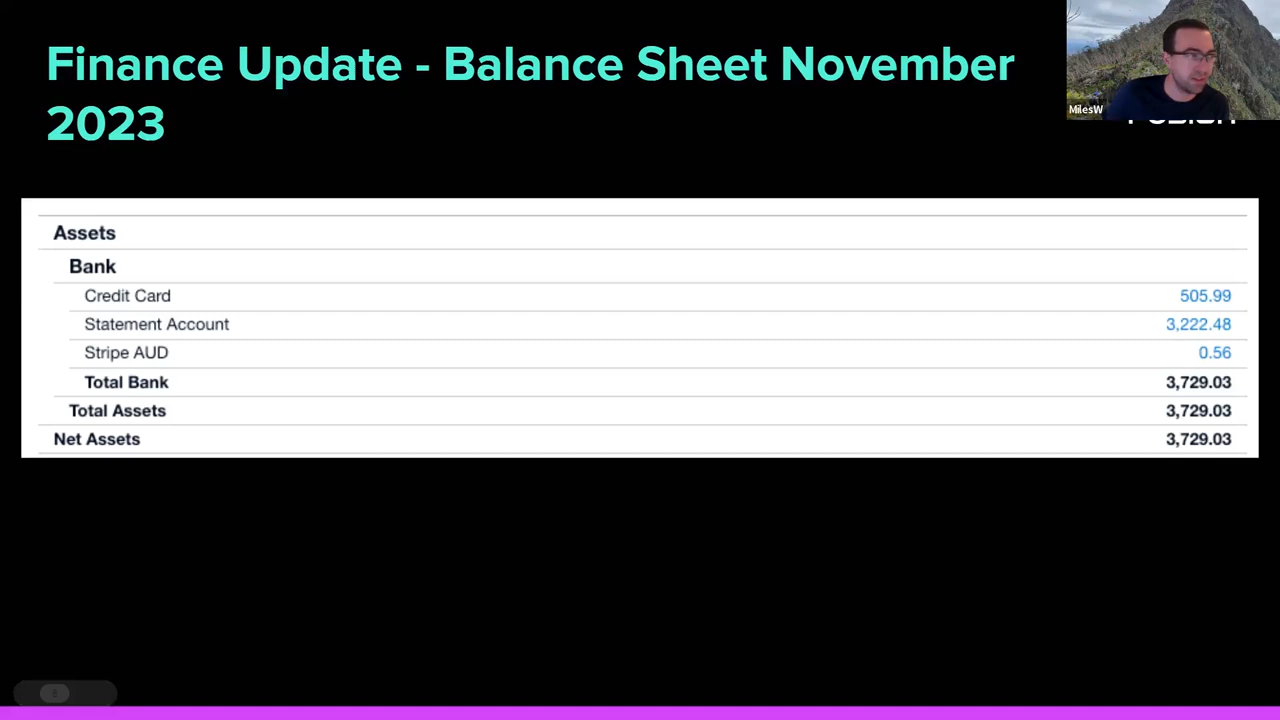 Finance Update - Balance Sheet November
2023
MilesW
Assets
Bank
Credit Card 505.99
Statement Account 3,222.48
Stripe AUD 0.56
Total Bank 3,729.03
Total Assets 3,729.03
Net Assets 3,729.03